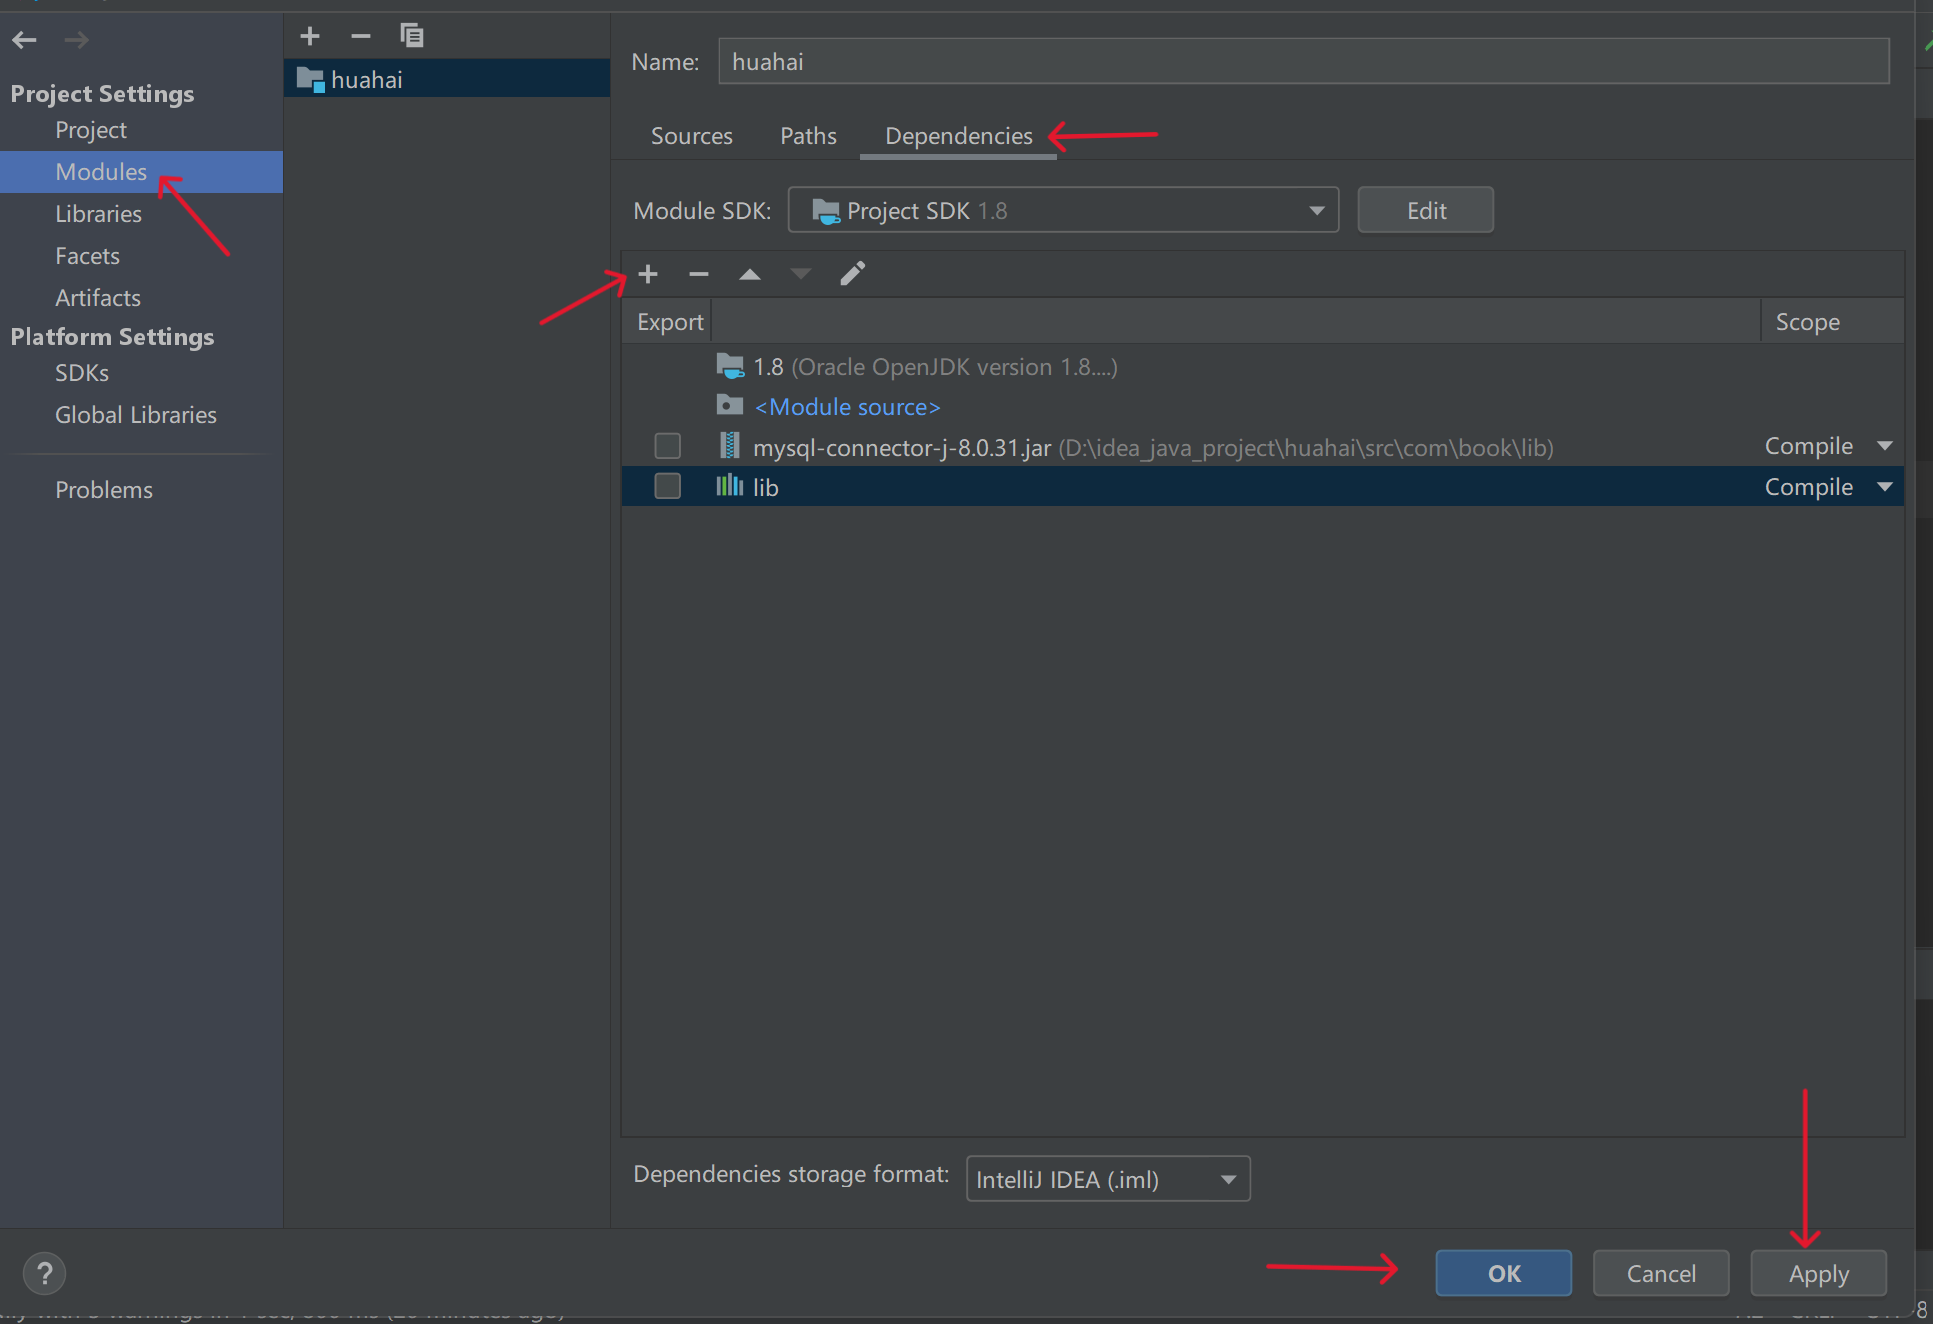 Project Settings
Project
Modules
Libraries
Facets
Artifacts
Platform Settings
SDKs
Global Libraries
Problems
huahai
Name: huahai
Sources Paths Dependencies
Module SDK: Project SDK 1.8 Edit
Export Scope
1.8 (Oracle OpenJDK version 1.8....)
<Module source>
mysql-connector-j-8.0.31.jar (D:\idea_java_project\huahai\src\com\book\lib) Compile
lib Compile
Dependencies storage format: IntelliJ IDEA (.iml)
? OK Cancel Apply